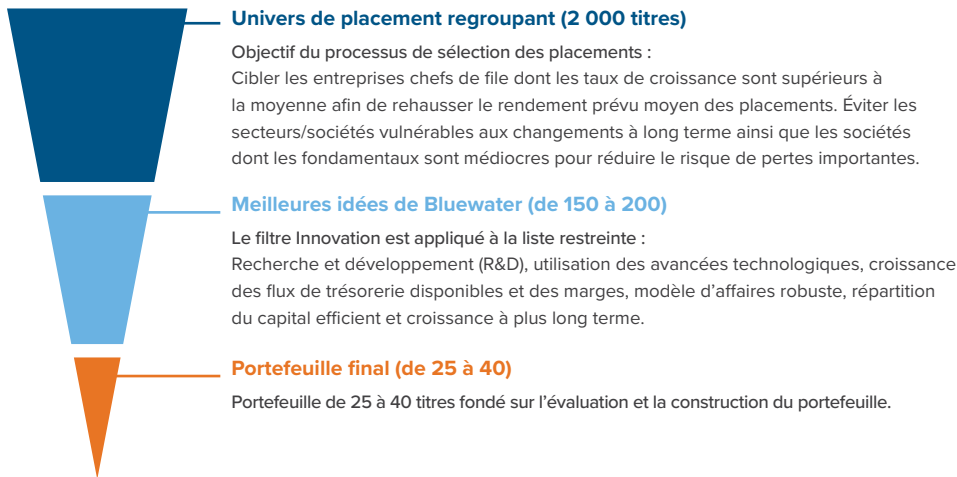 Univers de placement regroupant (2 000 titres)
Objectif du processus de sélection des placements :
Cibler les entreprises chefs de file dont les taux de croissance sont supérieurs à
la moyenne afin de rehausser le rendement prévu moyen des placements. Éviter les
secteurs/sociétés vulnérables aux changements à long terme ainsi que les sociétés
dont les fondamentaux sont médiocres pour réduire le risque de pertes importantes.
Meilleures idées de Bluewater (de 150 à 200)
Le filtre Innovation est appliqué à la liste restreinte :
Recherche et développement (R&D), utilisation des avancées technologiques, croissance
des flux de trésorerie disponibles et des marges, modèle d’affaires robuste, répartition
du capital efficient et croissance à plus long terme.
Portefeuille final (de 25 à 40)
Portefeuille de 25 à 40 titres fondé sur l’évaluation et la construction du portefeuille.